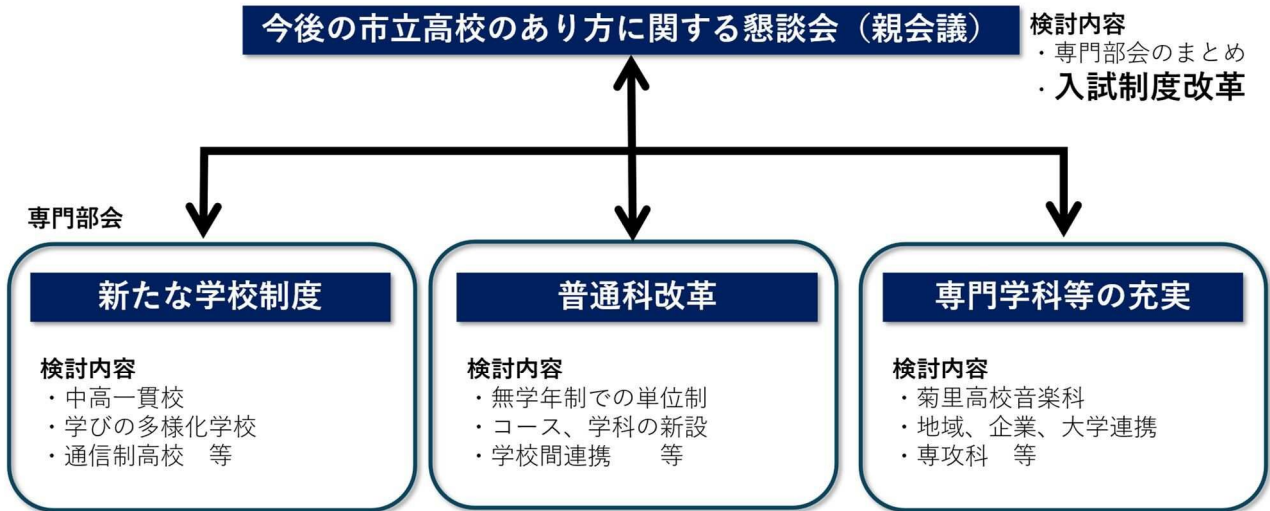 今後の市立高校のあり方に関する懇談会（親会議）
検討内容
・専門部会のまとめ
・入試制度改革
専門部会
新たな学校制度
検討内容
・中高一貫校
・学びの多様化学校
・通信制高校　等
普通科改革
検討内容
・無学年制での単位制
・コース、学科の新設
・学校間連携　　等
専門学科等の充実
検討内容
・菊里高校音楽科
・地域、企業、大学連携
・専攻科　等